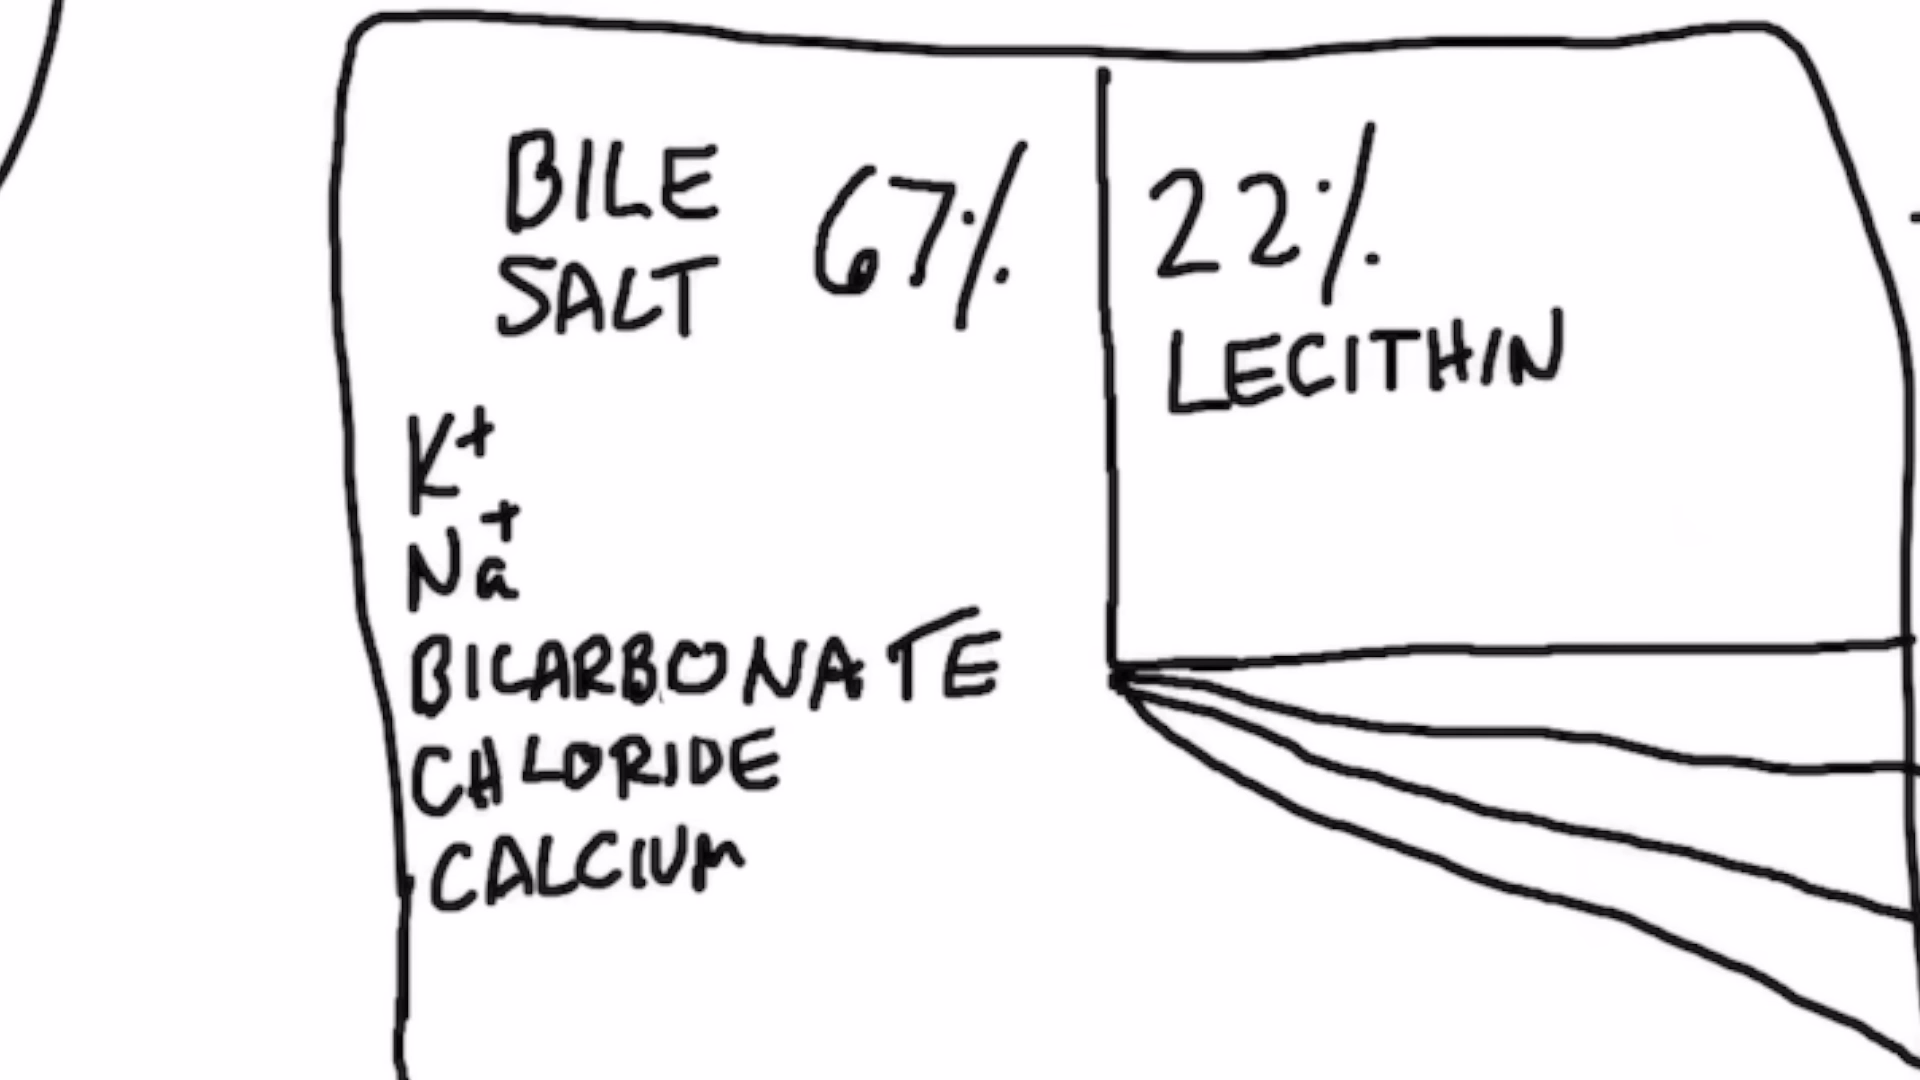 BILE
SALT 67%
22%
LECITHIN
K+
Na+
BICARBONATE
CHLORIDE
CALCIUM